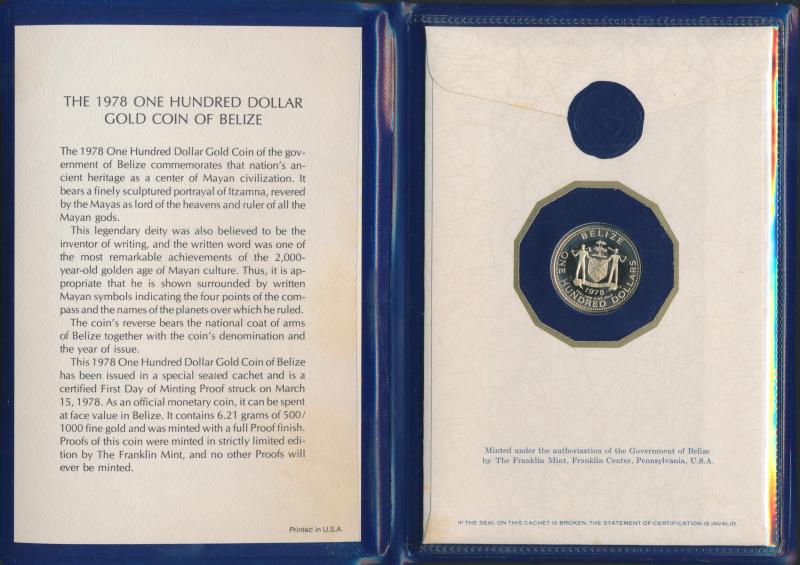 THE 1978 ONE HUNDRED DOLLAR
GOLD COIN OF BELIZE
The 1978 One Hundred Dollar Gold Coin of the gov-
ernment of Belize commemorates that nation's an-
cient heritage as a center of Mayan civilization. It
bears a finely sculptured portrayal of Itzamna, revered
by the Mayas as lord of the heavens and ruler of all the
Mayan gods.
This legendary deity was also believed to be the
inventor of writing, and the written word was one of
the most remarkable achievements of the 2,000-
year-old golden age of Mayan culture. Thus, it is ap-
propriate that he is shown surrounded by written
Mayan symbols indicating the four points of the com-
pass and the names of the planets over which he ruled.
The coin's reverse bears the national coat of arms
of Belize together with the coin's denomination and
the year of issue.
This 1978 One Hundred Dollar Gold Coin of Belize
has been issued in a special sealed cachet and is a
certified First Day of Minting Proof struck on March
15, 1978. As an official monetary coin, it can be spent
at face value in Belize. It contains 6.21 grams of 500/
1000 fine gold and was minted with a full Proof finish.
Proofs of this coin were minted in strictly limited edi-
tion by The Franklin Mint, and no other Proofs will
ever be minted.
Printed in U.S.A.
BELIZE
1978
ONE HUNDRED DOLLARS
Minted under the authorization of the Government of Belize
by The Franklin Mint, Franklin Center, Pennsylvania, U.S.A.
IF THE SEAL ON THIS CACHET IS BROKEN, THE STATEMENT OF CERTIFICATION IS INVALID.